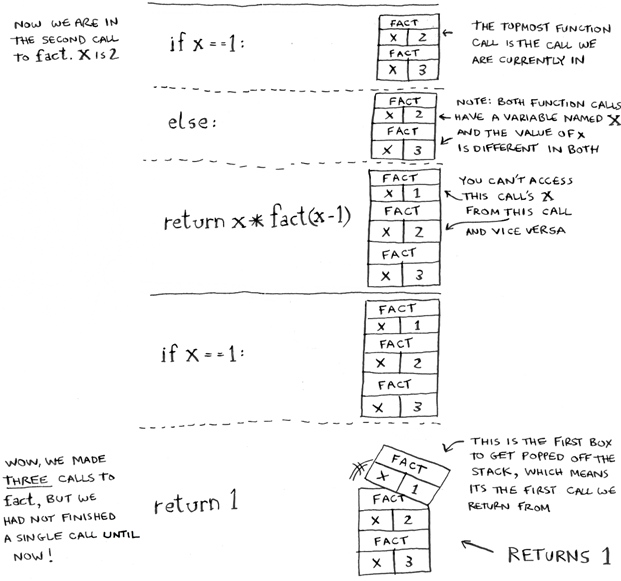 NOW WE ARE IN
THE SECOND CALL
TO fact. X IS 2
if x == 1:
FACT
X 2
FACT
X 3
THE TOPMOST FUNCTION
CALL IS THE CALL WE
ARE CURRENTLY IN
else:
FACT
X 2
FACT
X 3
NOTE: BOTH FUNCTION CALLS
HAVE A VARIABLE NAMED X
AND THE VALUE OF X
IS DIFFERENT IN BOTH
return x * fact(x-1)
FACT
X 1
FACT
X 2
FACT
X 3
YOU CAN'T ACCESS
THIS CALL'S X
FROM THIS CALL
AND VICE VERSA
if x == 1:
FACT
X 1
FACT
X 2
FACT
X 3
WOW, WE MADE
THREE CALLS TO
fact, BUT WE
HAD NOT FINISHED
A SINGLE CALL UNTIL
NOW!
return 1
FACT
X 1
FACT
X 2
FACT
X 3
THIS IS THE FIRST BOX
TO GET POPPED OFF THE
STACK, WHICH MEANS
ITS THE FIRST CALL WE
RETURN FROM
RETURNS 1